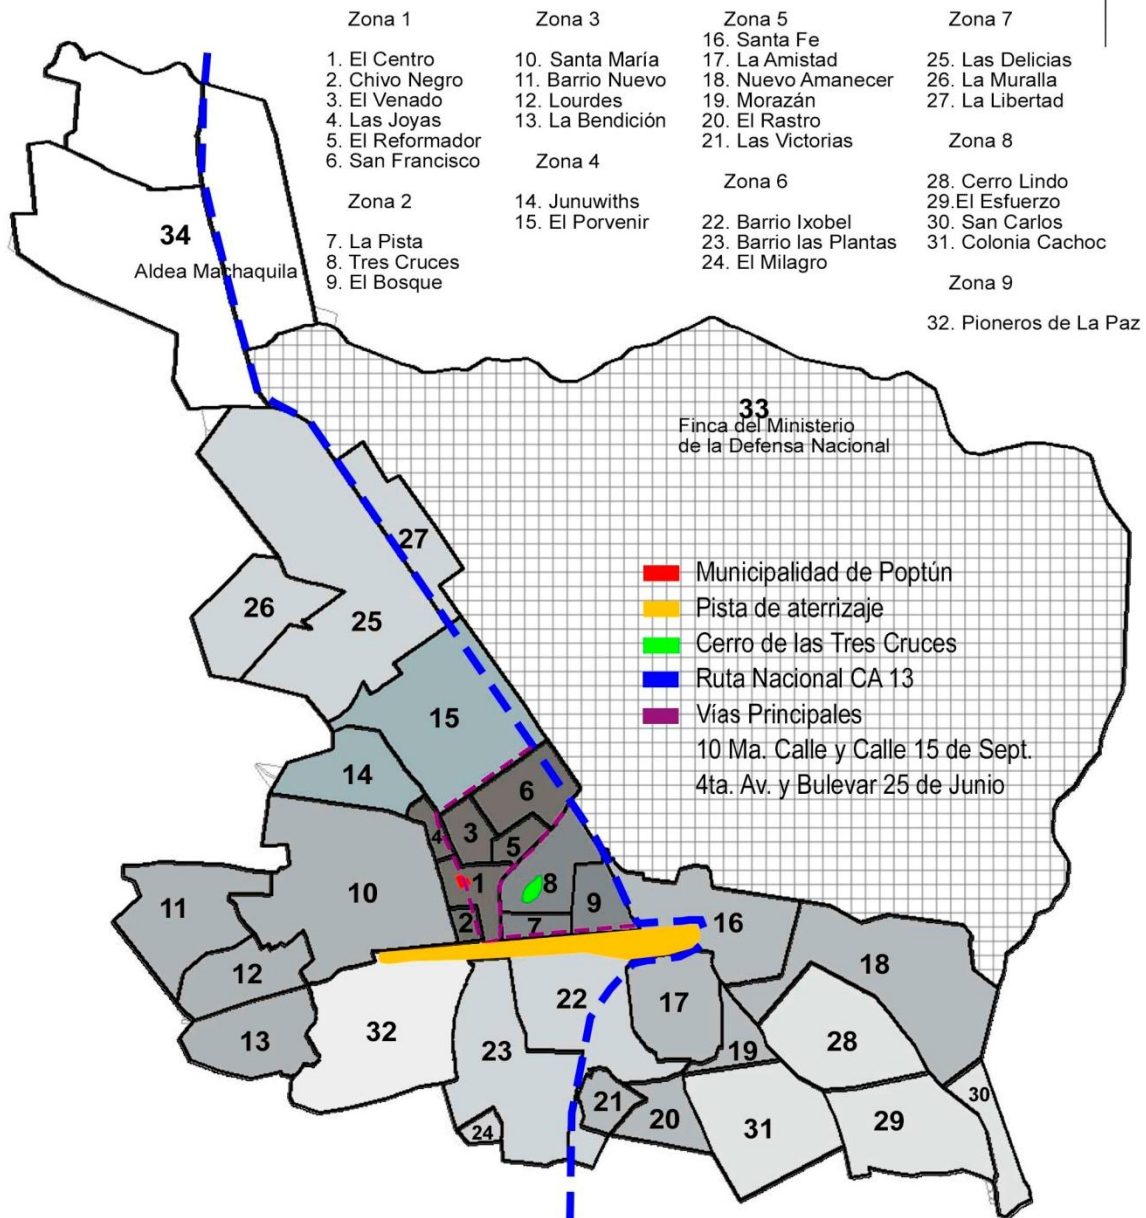 Zona 1
1. El Centro
2. Chivo Negro
3. El Venado
4. Las Joyas
5. El Reformador
6. San Francisco
Zona 2
7. La Pista
8. Tres Cruces
9. El Bosque
Zona 3
10. Santa María
11. Barrio Nuevo
12. Lourdes
13. La Bendición
Zona 4
14. Junuwiths
15. El Porvenir
Zona 5
16. Santa Fe
17. La Amistad
18. Nuevo Amanecer
19. Morazán
20. El Rastro
21. Las Victorias
Zona 6
22. Barrio Ixobel
23. Barrio las Plantas
24. El Milagro
Zona 7
25. Las Delicias
26. La Muralla
27. La Libertad
Zona 8
28. Cerro Lindo
29.El Esfuerzo
30. San Carlos
31. Colonia Cachoc
Zona 9
32. Pioneros de La Paz
34
Aldea Machaquila
33
Finca del Ministerio
de la Defensa Nacional
Municipalidad de Poptún
Pista de aterrizaje
Cerro de las Tres Cruces
Ruta Nacional CA 13
Vías Principales
10 Ma. Calle y Calle 15 de Sept.
4ta. Av. y Bulevar 25 de Junio
27
26
25
15
14
6
3
4
5
1
8
10
9
11
2
7
16
12
18
22
17
13
32
23
19
28
30
21
20
24
31
29